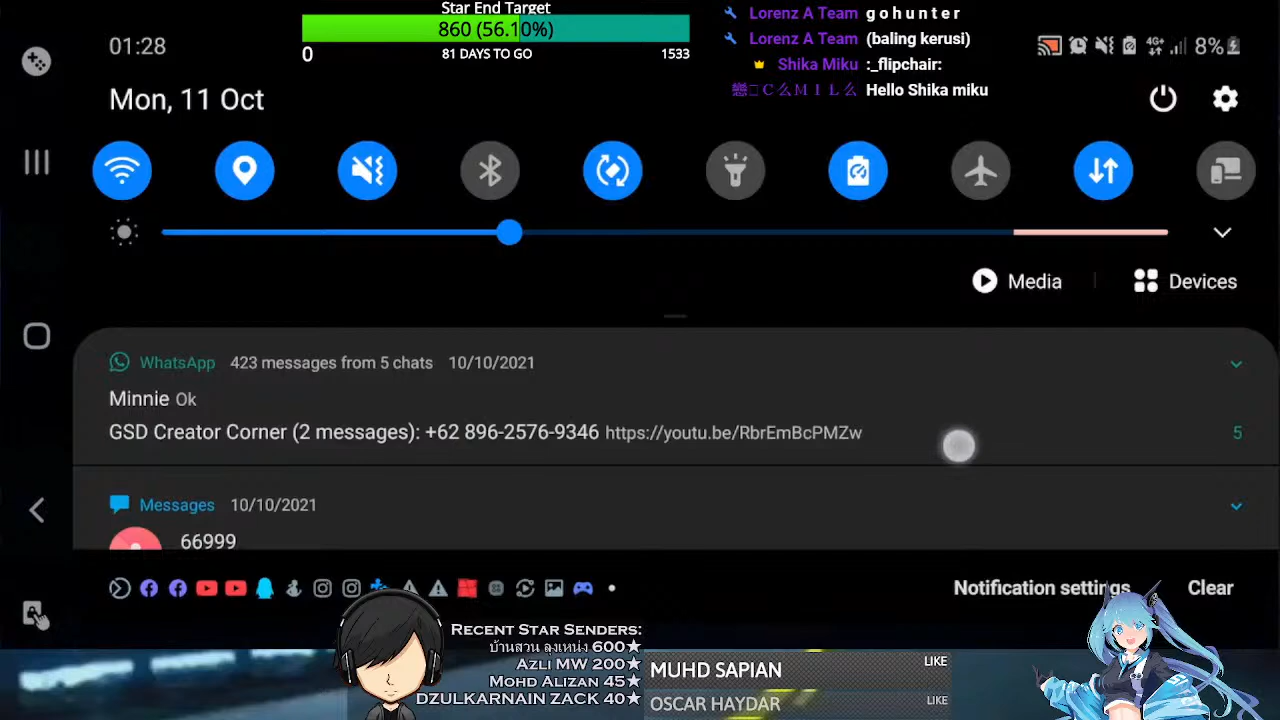 Star End Target
860 (56.10%)
0
81 DAYS TO GO
1533
Lorenz A Team g o h u n t e r
Lorenz A Team (baling kerusi)
Shika Miku :_flipchair:
Hello Shika miku
01:28
4G+
8%
Mon, 11 Oct
Media
Devices
WhatsApp 423 messages from 5 chats 10/10/2021
Minnie Ok
GSD Creator Corner (2 messages): +62 896-2576-9346 https://youtu.be/RbrEmBcPMZw
5
Messages 10/10/2021
66999
Notification settings
Clear
Recent Star Senders:
บ้านสวน ลุงเหน่ง 600★
Azli MW 200★
Mohd Alizan 45★
Dzulkarnain Zack 40★
MUHD SAPIAN LIKE
OSCAR HAYDAR LIKE